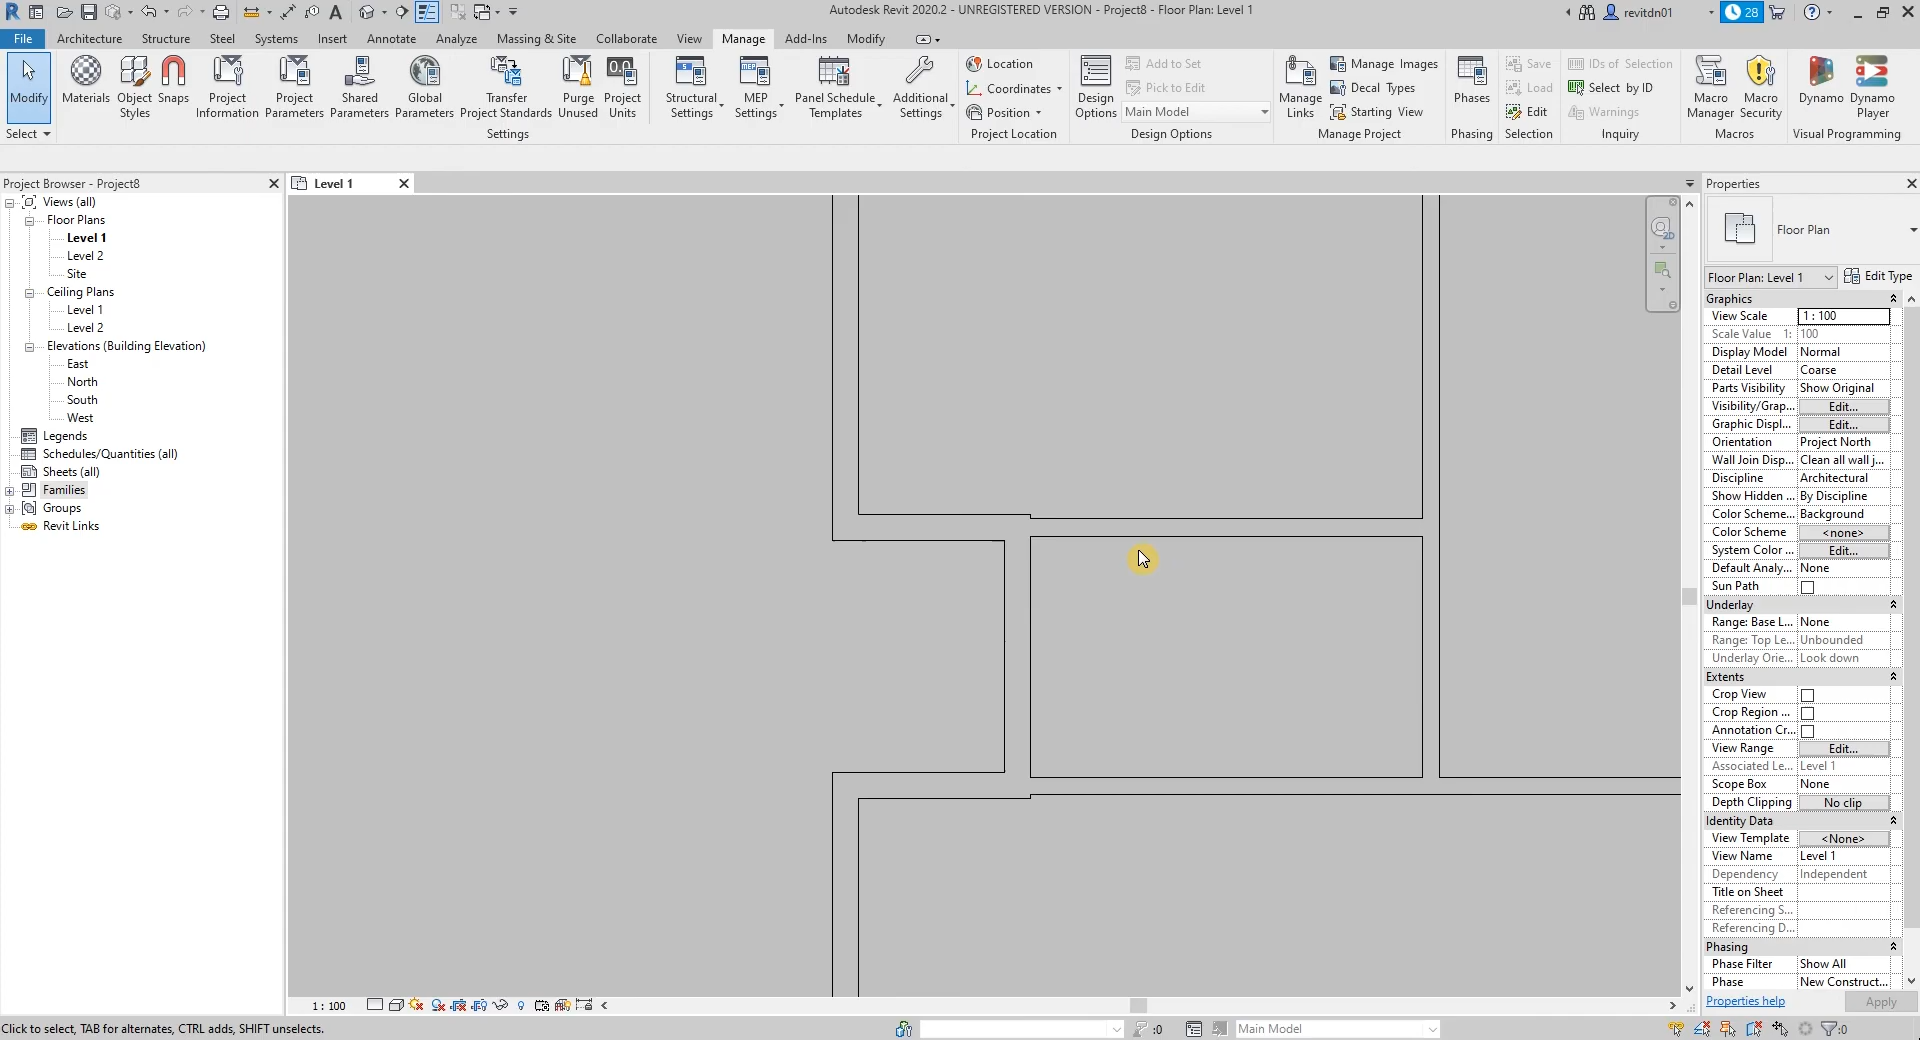 Autodesk Revit 2020.2 - UNREGISTERED VERSION - Project8 - Floor Plan: Level 1
revitdn01
28
File Architecture Structure Steel Systems Insert Annotate Analyze Massing & Site Collaborate View Manage Add-Ins Modify
Modify
Select
Materials
Object Styles
Snaps
Project Information
Project Parameters
Shared Parameters
Global Parameters
Transfer Project Standards
Purge Unused
Project Units
Settings
Structural Settings
MEP Settings
Panel Schedule Templates
Additional Settings
Location
Coordinates
Position
Project Location
Design Options
Add to Set
Pick to Edit
Main Model
Design Options
Manage Links
Manage Images
Decal Types
Starting View
Manage Project
Phases
Phasing
Save
Load
Edit
Selection
IDs of Selection
Select by ID
Warnings
Inquiry
Macro Manager
Macro Security
Macros
Dynamo
Dynamo Player
Visual Programming
Project Browser - Project8
Views (all)
Floor Plans
Level 1
Level 2
Site
Ceiling Plans
Level 1
Level 2
Elevations (Building Elevation)
East
North
South
West
Legends
Schedules/Quantities (all)
Sheets (all)
Families
Groups
Revit Links
Level 1
2D
Properties
Floor Plan
Floor Plan: Level 1 Edit Type
Graphics
View Scale 1 : 100
Scale Value 1: 100
Display Model Normal
Detail Level Coarse
Parts Visibility Show Original
Visibility/Grap... Edit...
Graphic Displ... Edit...
Orientation Project North
Wall Join Disp... Clean all wall j...
Discipline Architectural
Show Hidden ... By Discipline
Color Scheme... Background
Color Scheme <none>
System Color ... Edit...
Default Analy... None
Sun Path
Underlay
Range: Base L... None
Range: Top Le... Unbounded
Underlay Orie... Look down
Extents
Crop View
Crop Region ...
Annotation Cr...
View Range Edit...
Associated Le... Level 1
Scope Box None
Depth Clipping No clip
Identity Data
View Template <None>
View Name Level 1
Dependency Independent
Title on Sheet
Referencing S...
Referencing D...
Phasing
Phase Filter Show All
Phase New Construct...
Properties help Apply
1 : 100
Click to select, TAB for alternates, CTRL adds, SHIFT unselects.
:0
Main Model
:0